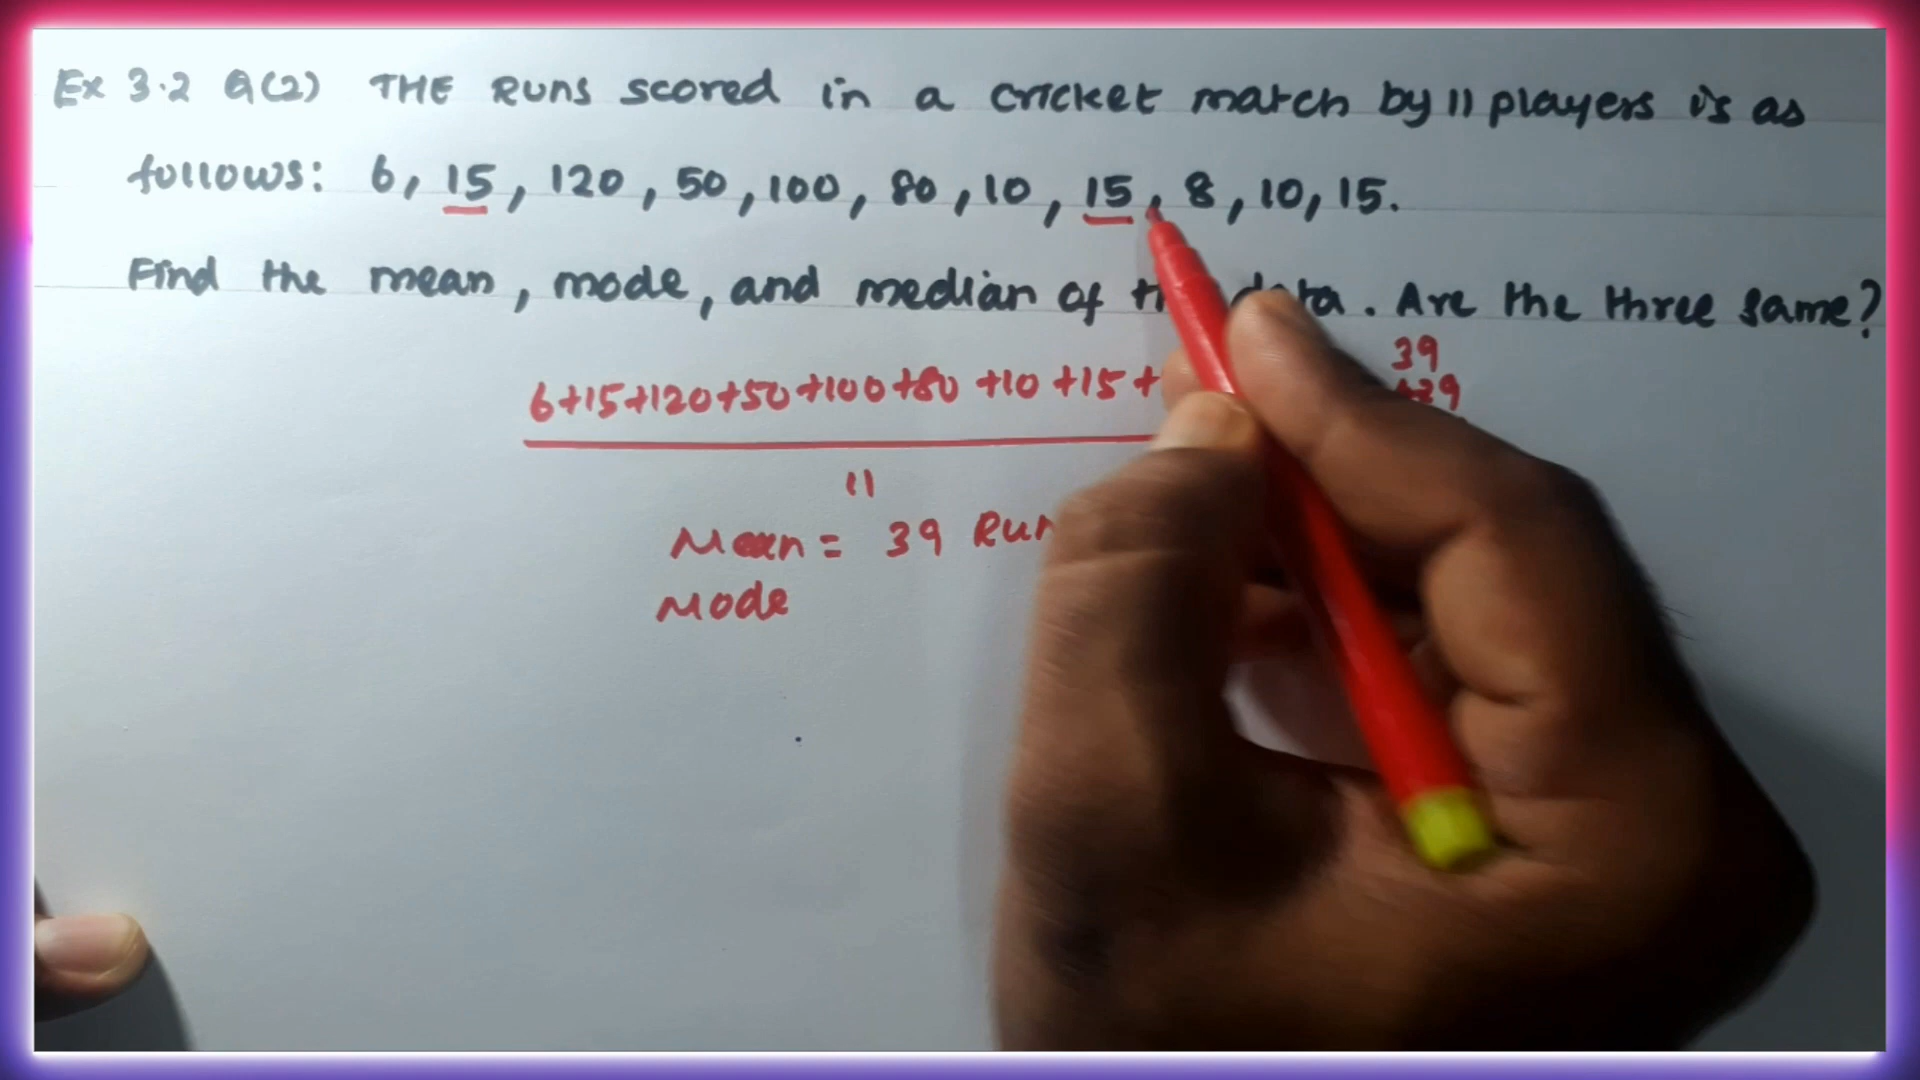 Ex 3.2 Q(2) THE Runs scored in a cricket match by 11 players is as
follows: 6, 15, 120, 50, 100, 80, 10, 15, 8, 10, 15.
Find the mean, mode, and median of data. Are the three same?
39
6+15+120+50+100+80+10+15+ +39
11
Mean = 39 Run
Mode